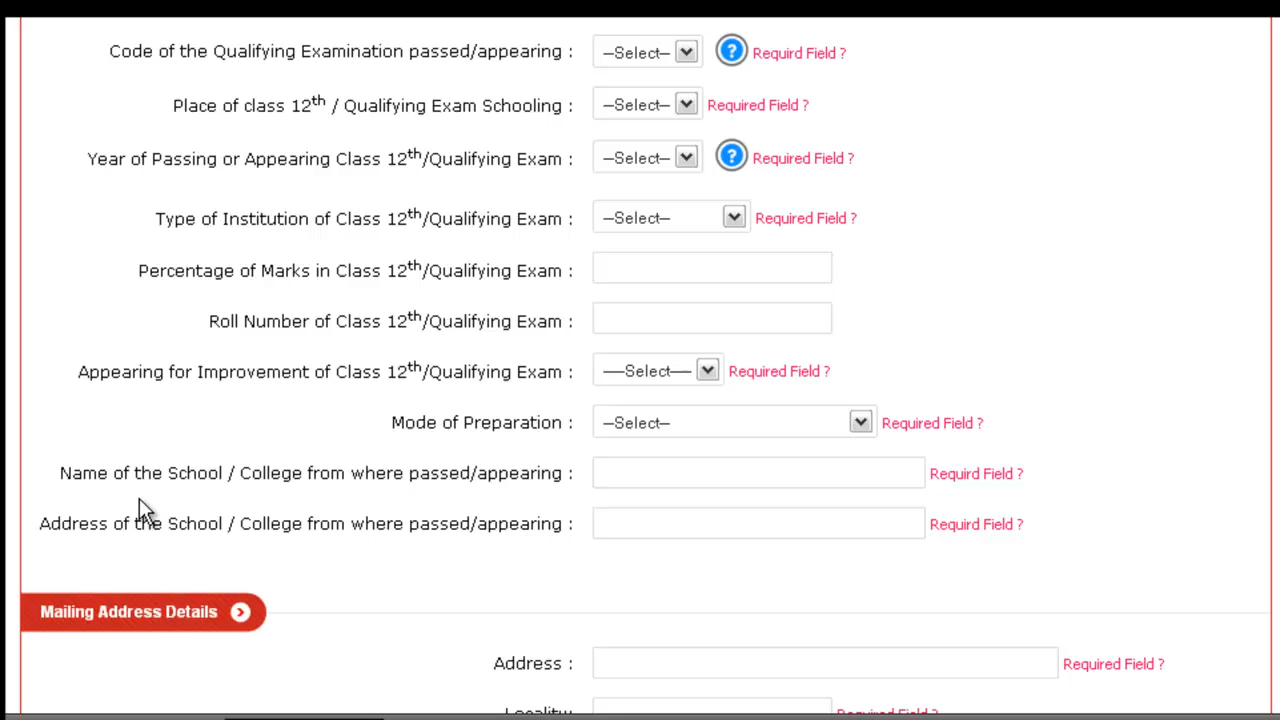 Code of the Qualifying Examination passed/appearing : --Select-- ? Requird Field ?
Place of class 12th / Qualifying Exam Schooling : --Select-- Required Field ?
Year of Passing or Appearing Class 12th/Qualifying Exam : --Select-- ? Required Field ?
Type of Institution of Class 12th/Qualifying Exam : --Select-- Required Field ?
Percentage of Marks in Class 12th/Qualifying Exam :
Roll Number of Class 12th/Qualifying Exam :
Appearing for Improvement of Class 12th/Qualifying Exam : ----Select---- Required Field ?
Mode of Preparation : --Select-- Required Field ?
Name of the School / College from where passed/appearing : Requird Field ?
Address of the School / College from where passed/appearing : Requird Field ?
Mailing Address Details
Address : Required Field ?
Locality: Required Field ?